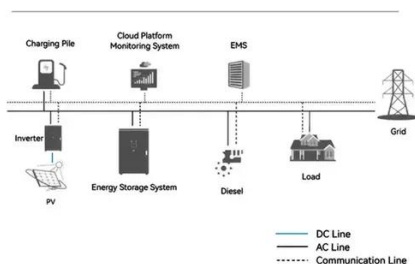 Charging Pile
Cloud Platform
Monitoring System
EMS
Grid
Inverter
PV
Energy Storage System
Diesel
Load
DC Line
AC Line
Communication Line